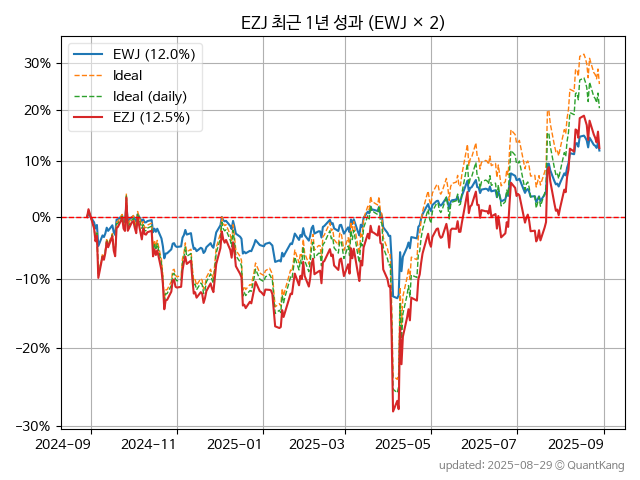 EZJ 최근 1년 성과 (EWJ × 2)
EWJ (12.0%)
Ideal
Ideal (daily)
EZJ (12.5%)
30%
20%
10%
0%
−10%
−20%
−30%
2024-09 2024-11 2025-01 2025-03 2025-05 2025-07 2025-09
updated: 2025-08-29 © QuantKang